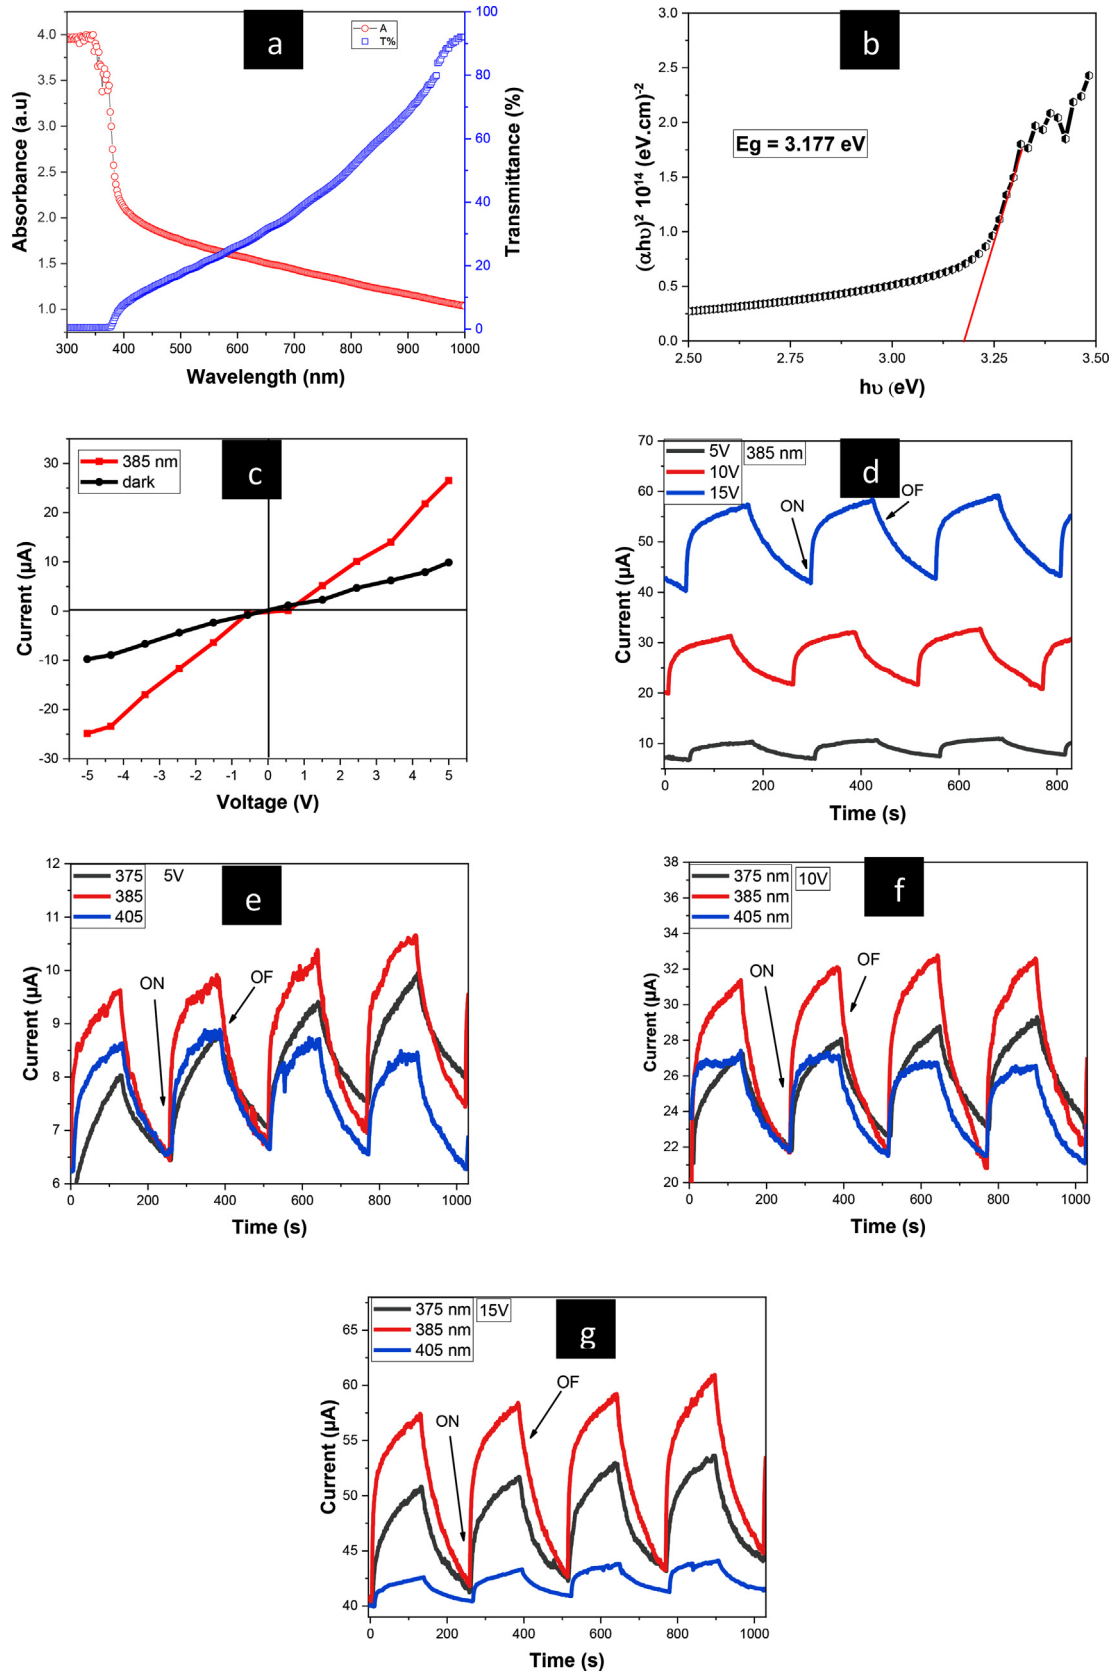 a
A
T%
Absorbance (a.u)
4.0
3.5
3.0
2.5
2.0
1.5
1.0
100
80
60
40
20
0
Transmittance (%)
300 400 500 600 700 800 900 1000
Wavelength (nm)
b
Eg = 3.177 eV
(αhυ)² 10¹⁴ (eV.cm)⁻²
3.0
2.5
2.0
1.5
1.0
0.5
0.0
2.50 2.75 3.00 3.25 3.50
hυ (eV)
c
385 nm
dark
Current (µA)
30
20
10
0
-10
-20
-30
-5 -4 -3 -2 -1 0 1 2 3 4 5
Voltage (V)
d
5V
10V
15V
385 nm
ON
OF
Current (µA)
70
60
50
40
30
20
10
0 200 400 600 800
Time (s)
e
375
385
405
5V
ON
OF
Current (µA)
12
11
10
9
8
7
6
0 200 400 600 800 1000
Time (s)
f
375 nm
385 nm
405 nm
10V
ON
OF
Current (µA)
38
36
34
32
30
28
26
24
22
20
0 200 400 600 800 1000
Time (s)
g
375 nm
385 nm
405 nm
15V
ON
OF
Current (µA)
65
60
55
50
45
40
0 200 400 600 800 1000
Time (s)